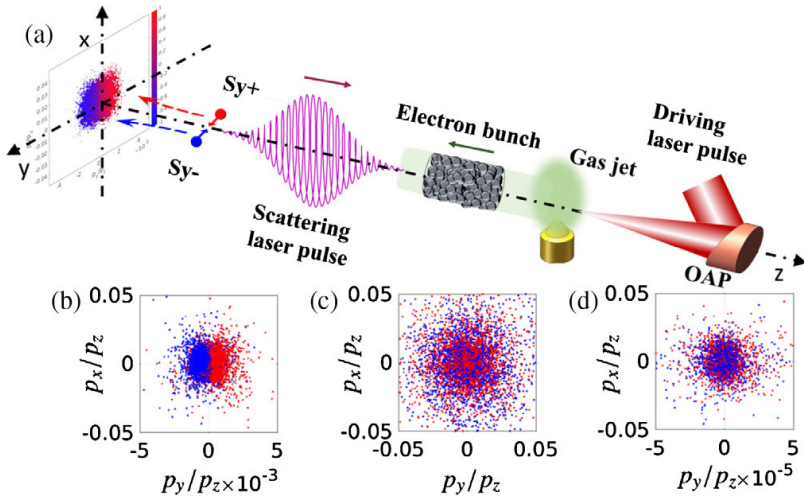 (a)
x
y
Sy+
Sy-
Scattering
laser pulse
Electron bunch
Gas jet
Driving
laser pulse
OAP
z
(b)
0.05
0
-0.05
p_x/p_z
-5
0
5
p_y/p_z×10⁻³
(c)
0.05
0
-0.05
p_x/p_z
-0.05
0
0.05
p_y/p_z
(d)
0.05
0
-0.05
p_x/p_z
-5
0
5
p_y/p_z×10⁻⁵